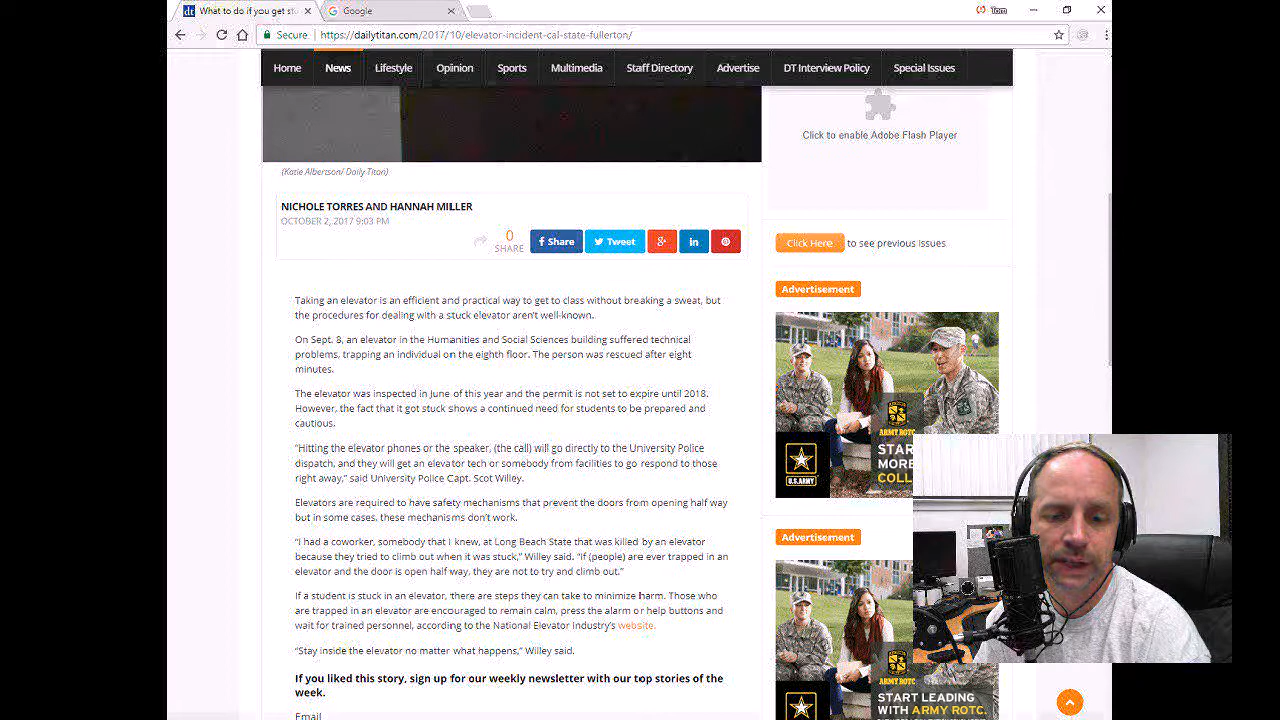 What to do if you get stu
Google
Secure
https://dailytitan.com/2017/10/elevator-incident-cal-state-fullerton/
Home News Lifestyle Opinion Sports Multimedia Staff Directory Advertise DT Interview Policy Special Issues
Click to enable Adobe Flash Player
(Katie Albertson/ Daily Titan)
NICHOLE TORRES AND HANNAH MILLER
OCTOBER 2, 2017 9:03 PM
0
SHARE
Share
Tweet
Click Here to see previous issues
Advertisement
Taking an elevator is an efficient and practical way to get to class without breaking a sweat, but
the procedures for dealing with a stuck elevator aren't well-known.
On Sept. 8, an elevator in the Humanities and Social Sciences building suffered technical
problems, trapping an individual on the eighth floor. The person was rescued after eight
minutes.
The elevator was inspected in June of this year and the permit is not set to expire until 2018.
However, the fact that it got stuck shows a continued need for students to be prepared and
cautious.
“Hitting the elevator phones or the speaker, (the call) will go directly to the University Police
dispatch, and they will get an elevator tech or somebody from facilities to go respond to those
right away,” said University Police Capt. Scot Willey.
Elevators are required to have safety mechanisms that prevent the doors from opening half way
but in some cases, these mechanisms don't work.
“I had a coworker, somebody that I knew, at Long Beach State that was killed by an elevator
because they tried to climb out when it was stuck,” Willey said. “If (people) are ever trapped in an
elevator and the door is open half way, they are not to try and climb out.”
If a student is stuck in an elevator, there are steps they can take to minimize harm. Those who
are trapped in an elevator are encouraged to remain calm, press the alarm or help buttons and
wait for trained personnel, according to the National Elevator Industry's website.
“Stay inside the elevator no matter what happens,” Willey said.
If you liked this story, sign up for our weekly newsletter with our top stories of the
week.
Email
ARMY ROTC
U.S.ARMY
STAR
MORE
COLL
Advertisement
ARMY ROTC
START LEADING
WITH ARMY ROTC.